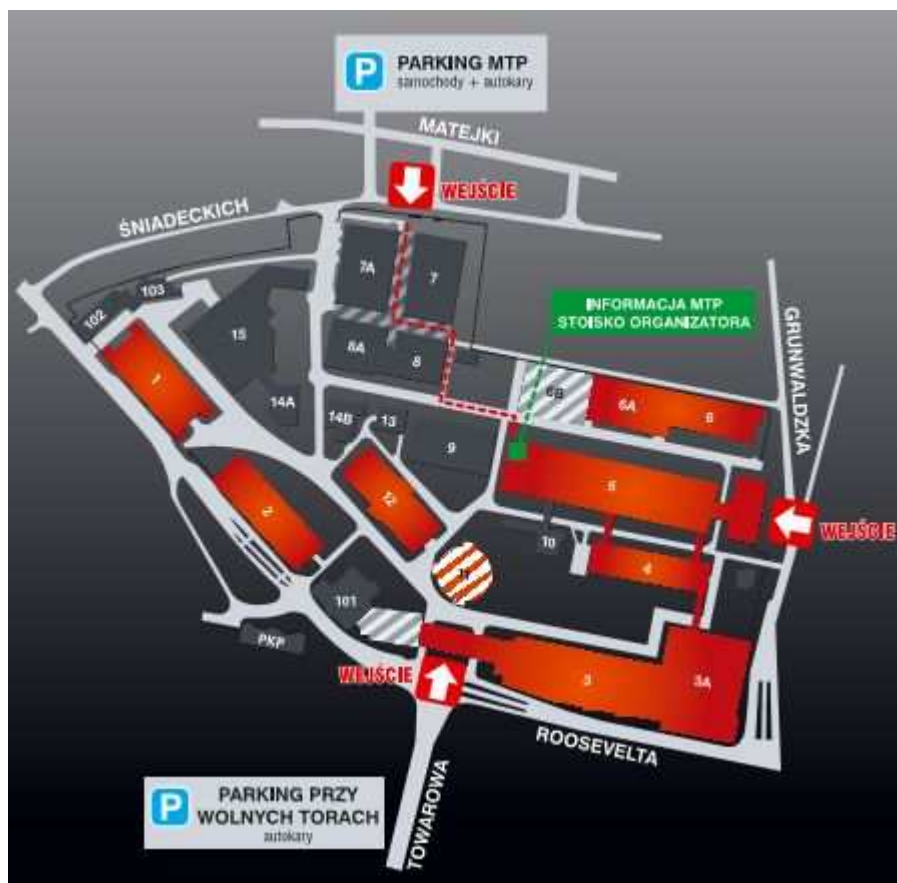 P
PARKING MTP
samochody + autokary
MATEJKI
WEJŚCIE
ŚNIADECKICH
7A
7
103
102
INFORMACJA MTP
STOISKO ORGANIZATORA
GRUNWALDZKA
15
8A
8
1
6B
6A
6
14A
14B
13
9
5
12
2
10
WEJŚCIE
4
11
101
PKP
WEJŚCIE
3
3A
ROOSEVELTA
TOWAROWA
P
PARKING PRZY
WOLNYCH TORACH
autokary